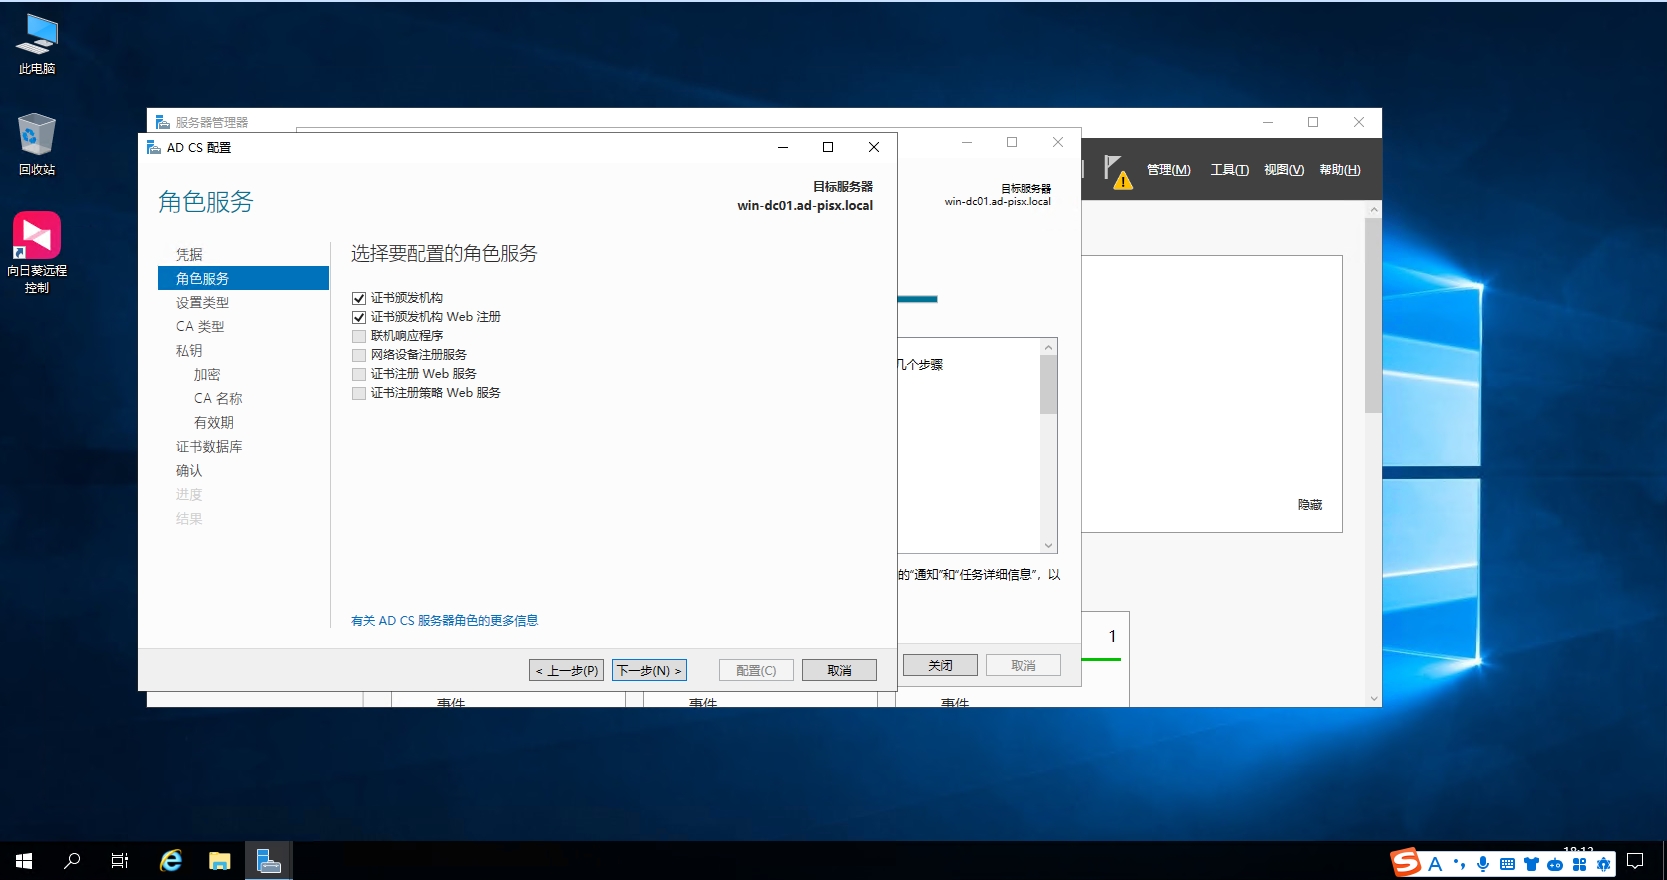 此电脑
回收站
向日葵远程
控制
服务器管理器
管理(M)
工具(T)
视图(V)
帮助(H)
AD CS 配置
角色服务
目标服务器
win-dc01.ad-pisx.local
目标服务器
win-dc01.ad-pisx.local
凭据
角色服务
设置类型
CA 类型
私钥
加密
CA 名称
有效期
证书数据库
确认
进度
结果
选择要配置的角色服务
证书颁发机构
证书颁发机构 Web 注册
联机响应程序
网络设备注册服务
证书注册 Web 服务
证书注册策略 Web 服务
有关 AD CS 服务器角色的更多信息
< 上一步(P)
下一步(N) >
配置(C)
取消
几个步骤
的“通知”和“任务详细信息”，以
关闭
取消
隐藏
1
事件
事件
事件
A